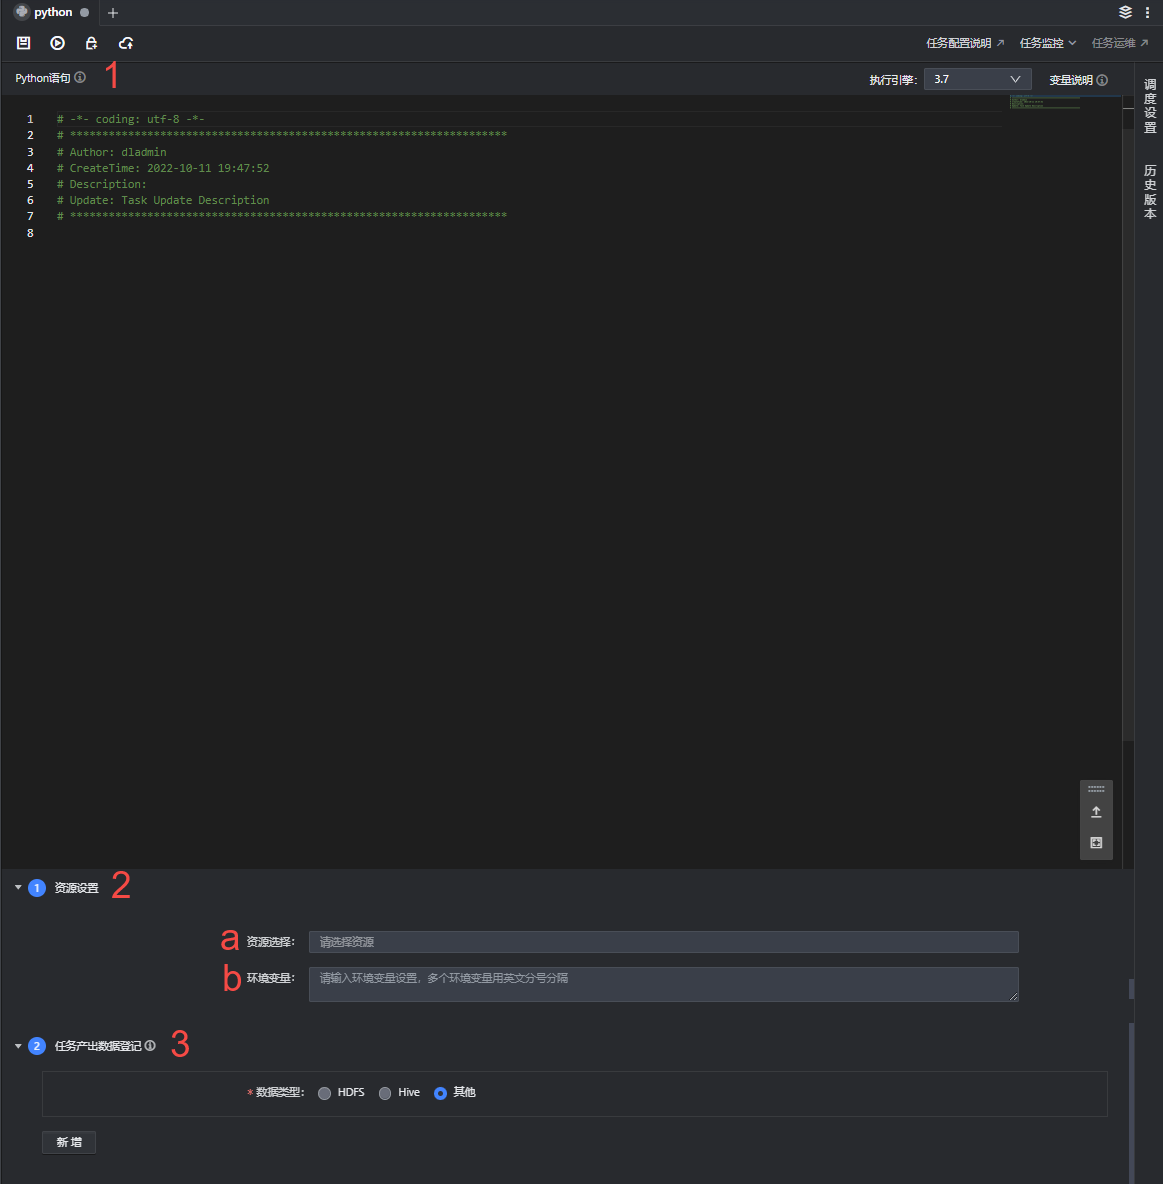 python
任务配置说明 任务监控 任务运维
Python语句 1 执行引擎: 3.7 变量说明
调度设置
历史版本
1 # -*- coding: utf-8 -*-
2 # ********************************************************************
3 # Author: dladmin
4 # CreateTime: 2022-10-11 19:47:52
5 # Description:
6 # Update: Task Update Description
7 # ********************************************************************
8
1 资源设置 2
a 资源选择: 请选择资源
b 环境变量: 请输入环境变量设置，多个环境变量用英文分号分隔
2 任务产出数据登记 3
* 数据类型: HDFS Hive 其他
新增